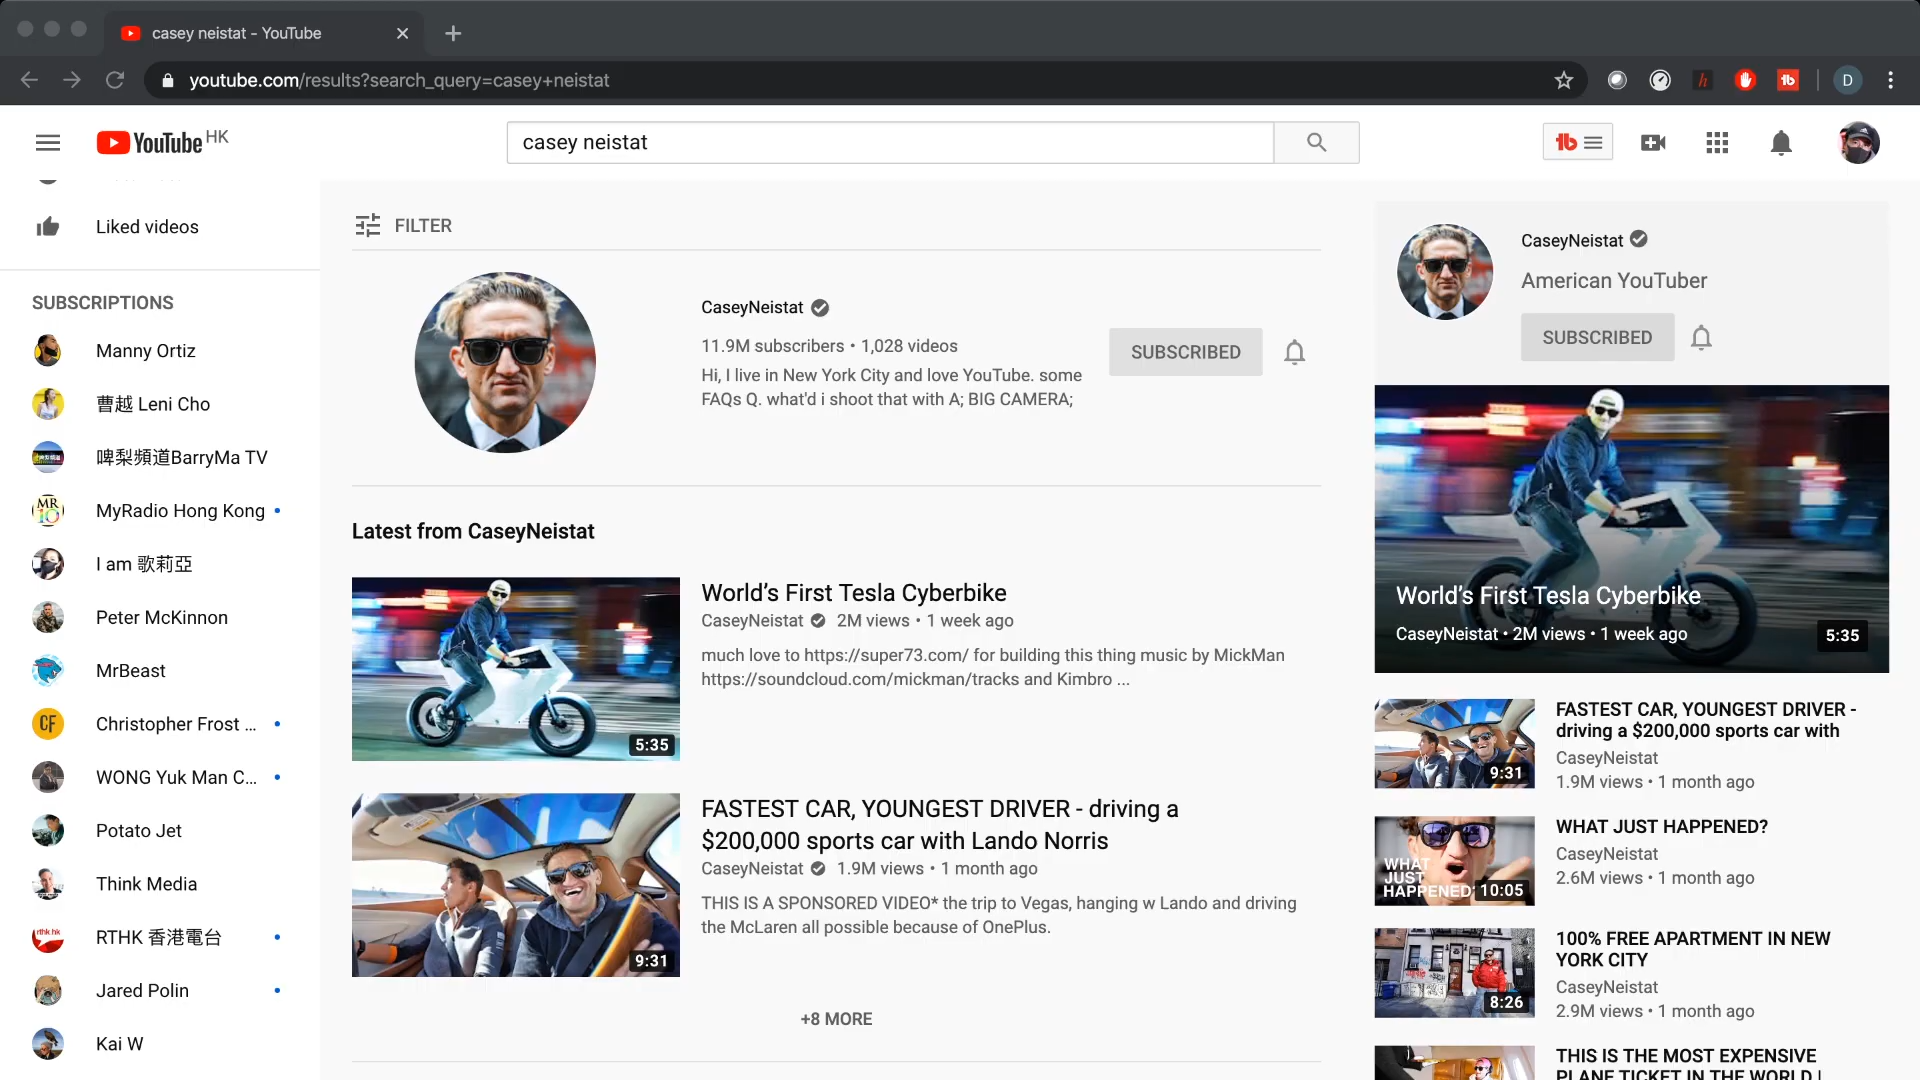 casey neistat - YouTube
youtube.com/results?search_query=casey+neistat
D
YouTube HK
casey neistat
Liked videos
SUBSCRIPTIONS
Manny Ortiz
曹越 Leni Cho
啤梨頻道BarryMa TV
MyRadio Hong Kong
I am 歌莉亞
Peter McKinnon
MrBeast
CF
Christopher Frost ...
WONG Yuk Man C...
Potato Jet
Think Media
RTHK 香港電台
Jared Polin
Kai W
FILTER
CaseyNeistat
11.9M subscribers • 1,028 videos
Hi, I live in New York City and love YouTube. some
FAQs Q. what'd i shoot that with A; BIG CAMERA;
SUBSCRIBED
Latest from CaseyNeistat
5:35
World’s First Tesla Cyberbike
CaseyNeistat 2M views • 1 week ago
much love to https://super73.com/ for building this thing music by MickMan
https://soundcloud.com/mickman/tracks and Kimbro ...
9:31
FASTEST CAR, YOUNGEST DRIVER - driving a
$200,000 sports car with Lando Norris
CaseyNeistat 1.9M views • 1 month ago
THIS IS A SPONSORED VIDEO* the trip to Vegas, hanging w Lando and driving
the McLaren all possible because of OnePlus.
+8 MORE
CaseyNeistat
American YouTuber
SUBSCRIBED
World’s First Tesla Cyberbike
CaseyNeistat • 2M views • 1 week ago
5:35
9:31
FASTEST CAR, YOUNGEST DRIVER -
driving a $200,000 sports car with
CaseyNeistat
1.9M views • 1 month ago
WHAT
JUST
HAPPENED?
10:05
WHAT JUST HAPPENED?
CaseyNeistat
2.6M views • 1 month ago
8:26
100% FREE APARTMENT IN NEW
YORK CITY
CaseyNeistat
2.9M views • 1 month ago
THIS IS THE MOST EXPENSIVE
PLANE TICKET IN THE WORLD |